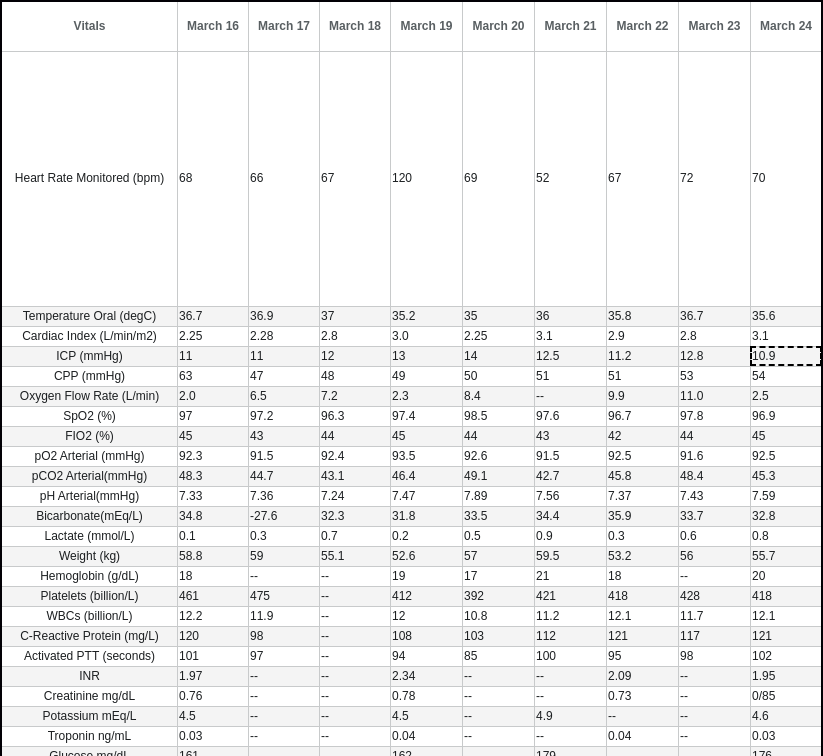 Vitals March 16 March 17 March 18 March 19 March 20 March 21 March 22 March 23 March 24
Heart Rate Monitored (bpm) 68 66 67 120 69 52 67 72 70
Temperature Oral (degC) 36.7 36.9 37 35.2 35 36 35.8 36.7 35.6
Cardiac Index (L/min/m2) 2.25 2.28 2.8 3.0 2.25 3.1 2.9 2.8 3.1
ICP (mmHg) 11 11 12 13 14 12.5 11.2 12.8 10.9
CPP (mmHg) 63 47 48 49 50 51 51 53 54
Oxygen Flow Rate (L/min) 2.0 6.5 7.2 2.3 8.4 -- 9.9 11.0 2.5
SpO2 (%) 97 97.2 96.3 97.4 98.5 97.6 96.7 97.8 96.9
FIO2 (%) 45 43 44 45 44 43 42 44 45
pO2 Arterial (mmHg) 92.3 91.5 92.4 93.5 92.6 91.5 92.5 91.6 92.5
pCO2 Arterial(mmHg) 48.3 44.7 43.1 46.4 49.1 42.7 45.8 48.4 45.3
pH Arterial(mmHg) 7.33 7.36 7.24 7.47 7.89 7.56 7.37 7.43 7.59
Bicarbonate(mEq/L) 34.8 -27.6 32.3 31.8 33.5 34.4 35.9 33.7 32.8
Lactate (mmol/L) 0.1 0.3 0.7 0.2 0.5 0.9 0.3 0.6 0.8
Weight (kg) 58.8 59 55.1 52.6 57 59.5 53.2 56 55.7
Hemoglobin (g/dL) 18 -- -- 19 17 21 18 -- 20
Platelets (billion/L) 461 475 -- 412 392 421 418 428 418
WBCs (billion/L) 12.2 11.9 -- 12 10.8 11.2 12.1 11.7 12.1
C-Reactive Protein (mg/L) 120 98 -- 108 103 112 121 117 121
Activated PTT (seconds) 101 97 -- 94 85 100 95 98 102
INR 1.97 -- -- 2.34 -- -- 2.09 -- 1.95
Creatinine mg/dL 0.76 -- -- 0.78 -- -- 0.73 -- 0/85
Potassium mEq/L 4.5 -- -- 4.5 -- 4.9 -- -- 4.6
Troponin ng/mL 0.03 -- -- 0.04 -- -- 0.04 -- 0.03
Glucose mg/dL 161 162 179 176